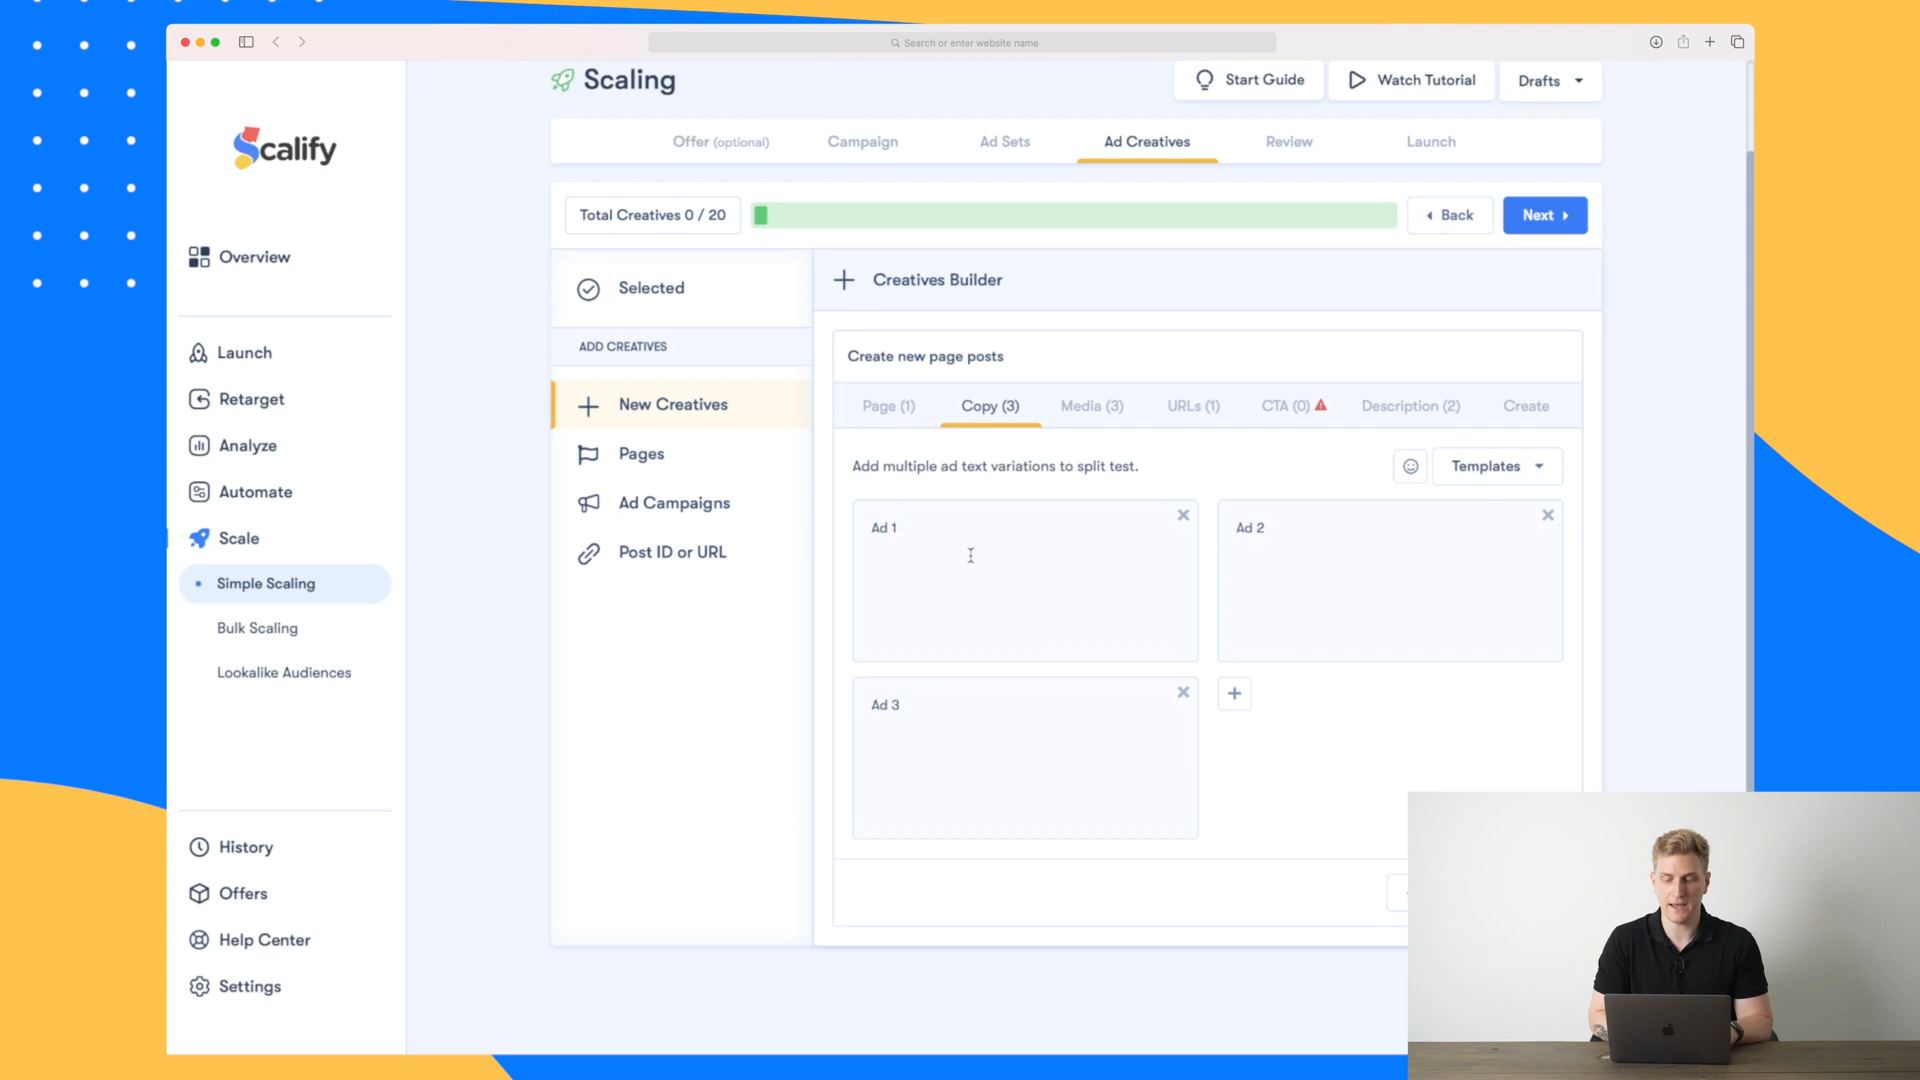 Search or enter website name
Scalify
Overview
Launch
Retarget
Analyze
Automate
Scale
Simple Scaling
Bulk Scaling
Lookalike Audiences
History
Offers
Help Center
Settings
Scaling
Start Guide
Watch Tutorial
Drafts
Offer (optional)
Campaign
Ad Sets
Ad Creatives
Review
Launch
Total Creatives 0 / 20
Back
Next
Selected
ADD CREATIVES
New Creatives
Pages
Ad Campaigns
Post ID or URL
Creatives Builder
Create new page posts
Page (1)
Copy (3)
Media (3)
URLs (1)
CTA (0)
Description (2)
Create
Add multiple ad text variations to split test.
Templates
Ad 1
Ad 2
Ad 3